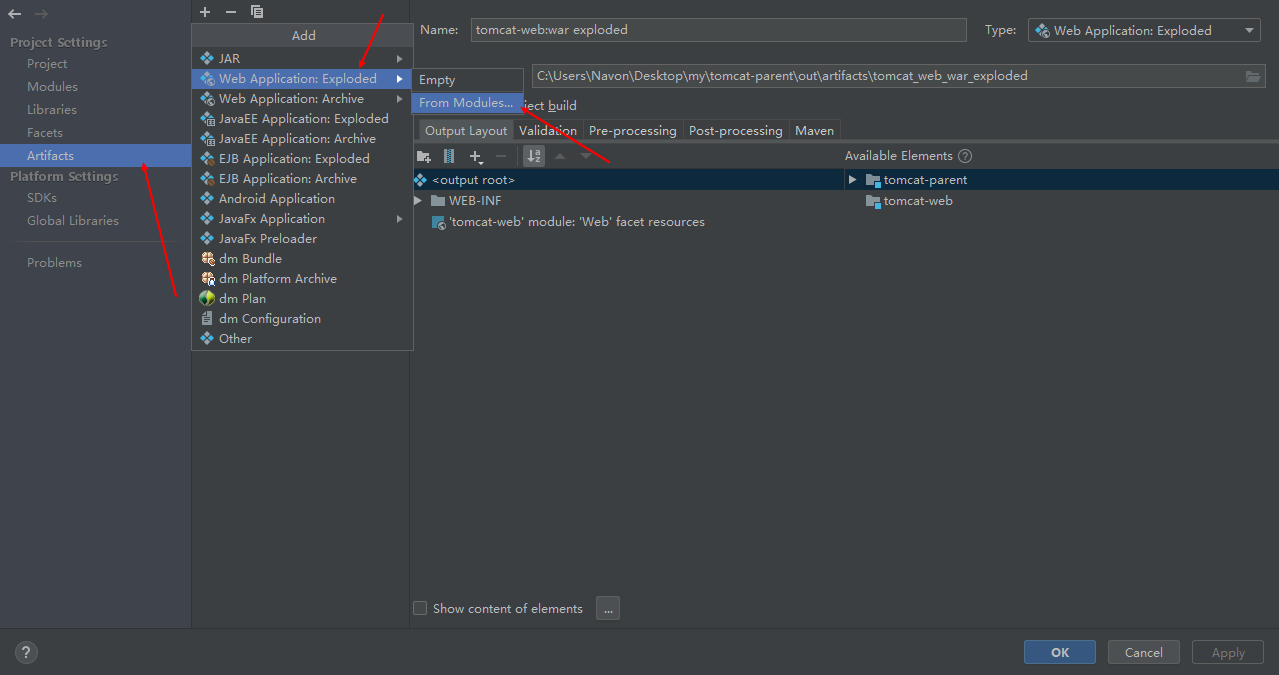 Project Settings
Project
Modules
Libraries
Facets
Artifacts
Platform Settings
SDKs
Global Libraries
Problems
Add
JAR
Web Application: Exploded
Web Application: Archive
JavaEE Application: Exploded
JavaEE Application: Archive
EJB Application: Exploded
EJB Application: Archive
Android Application
JavaFx Application
JavaFx Preloader
dm Bundle
dm Platform Archive
dm Plan
dm Configuration
Other
Empty
From Modules...
Name: tomcat-web:war exploded Type: Web Application: Exploded
C:\Users\Navon\Desktop\my\tomcat-parent\out\artifacts\tomcat_web_war_exploded
ject build
Output Layout Validation Pre-processing Post-processing Maven
Available Elements ?
<output root>
WEB-INF
'tomcat-web' module: 'Web' facet resources
tomcat-parent
tomcat-web
Show content of elements ...
? OK Cancel Apply